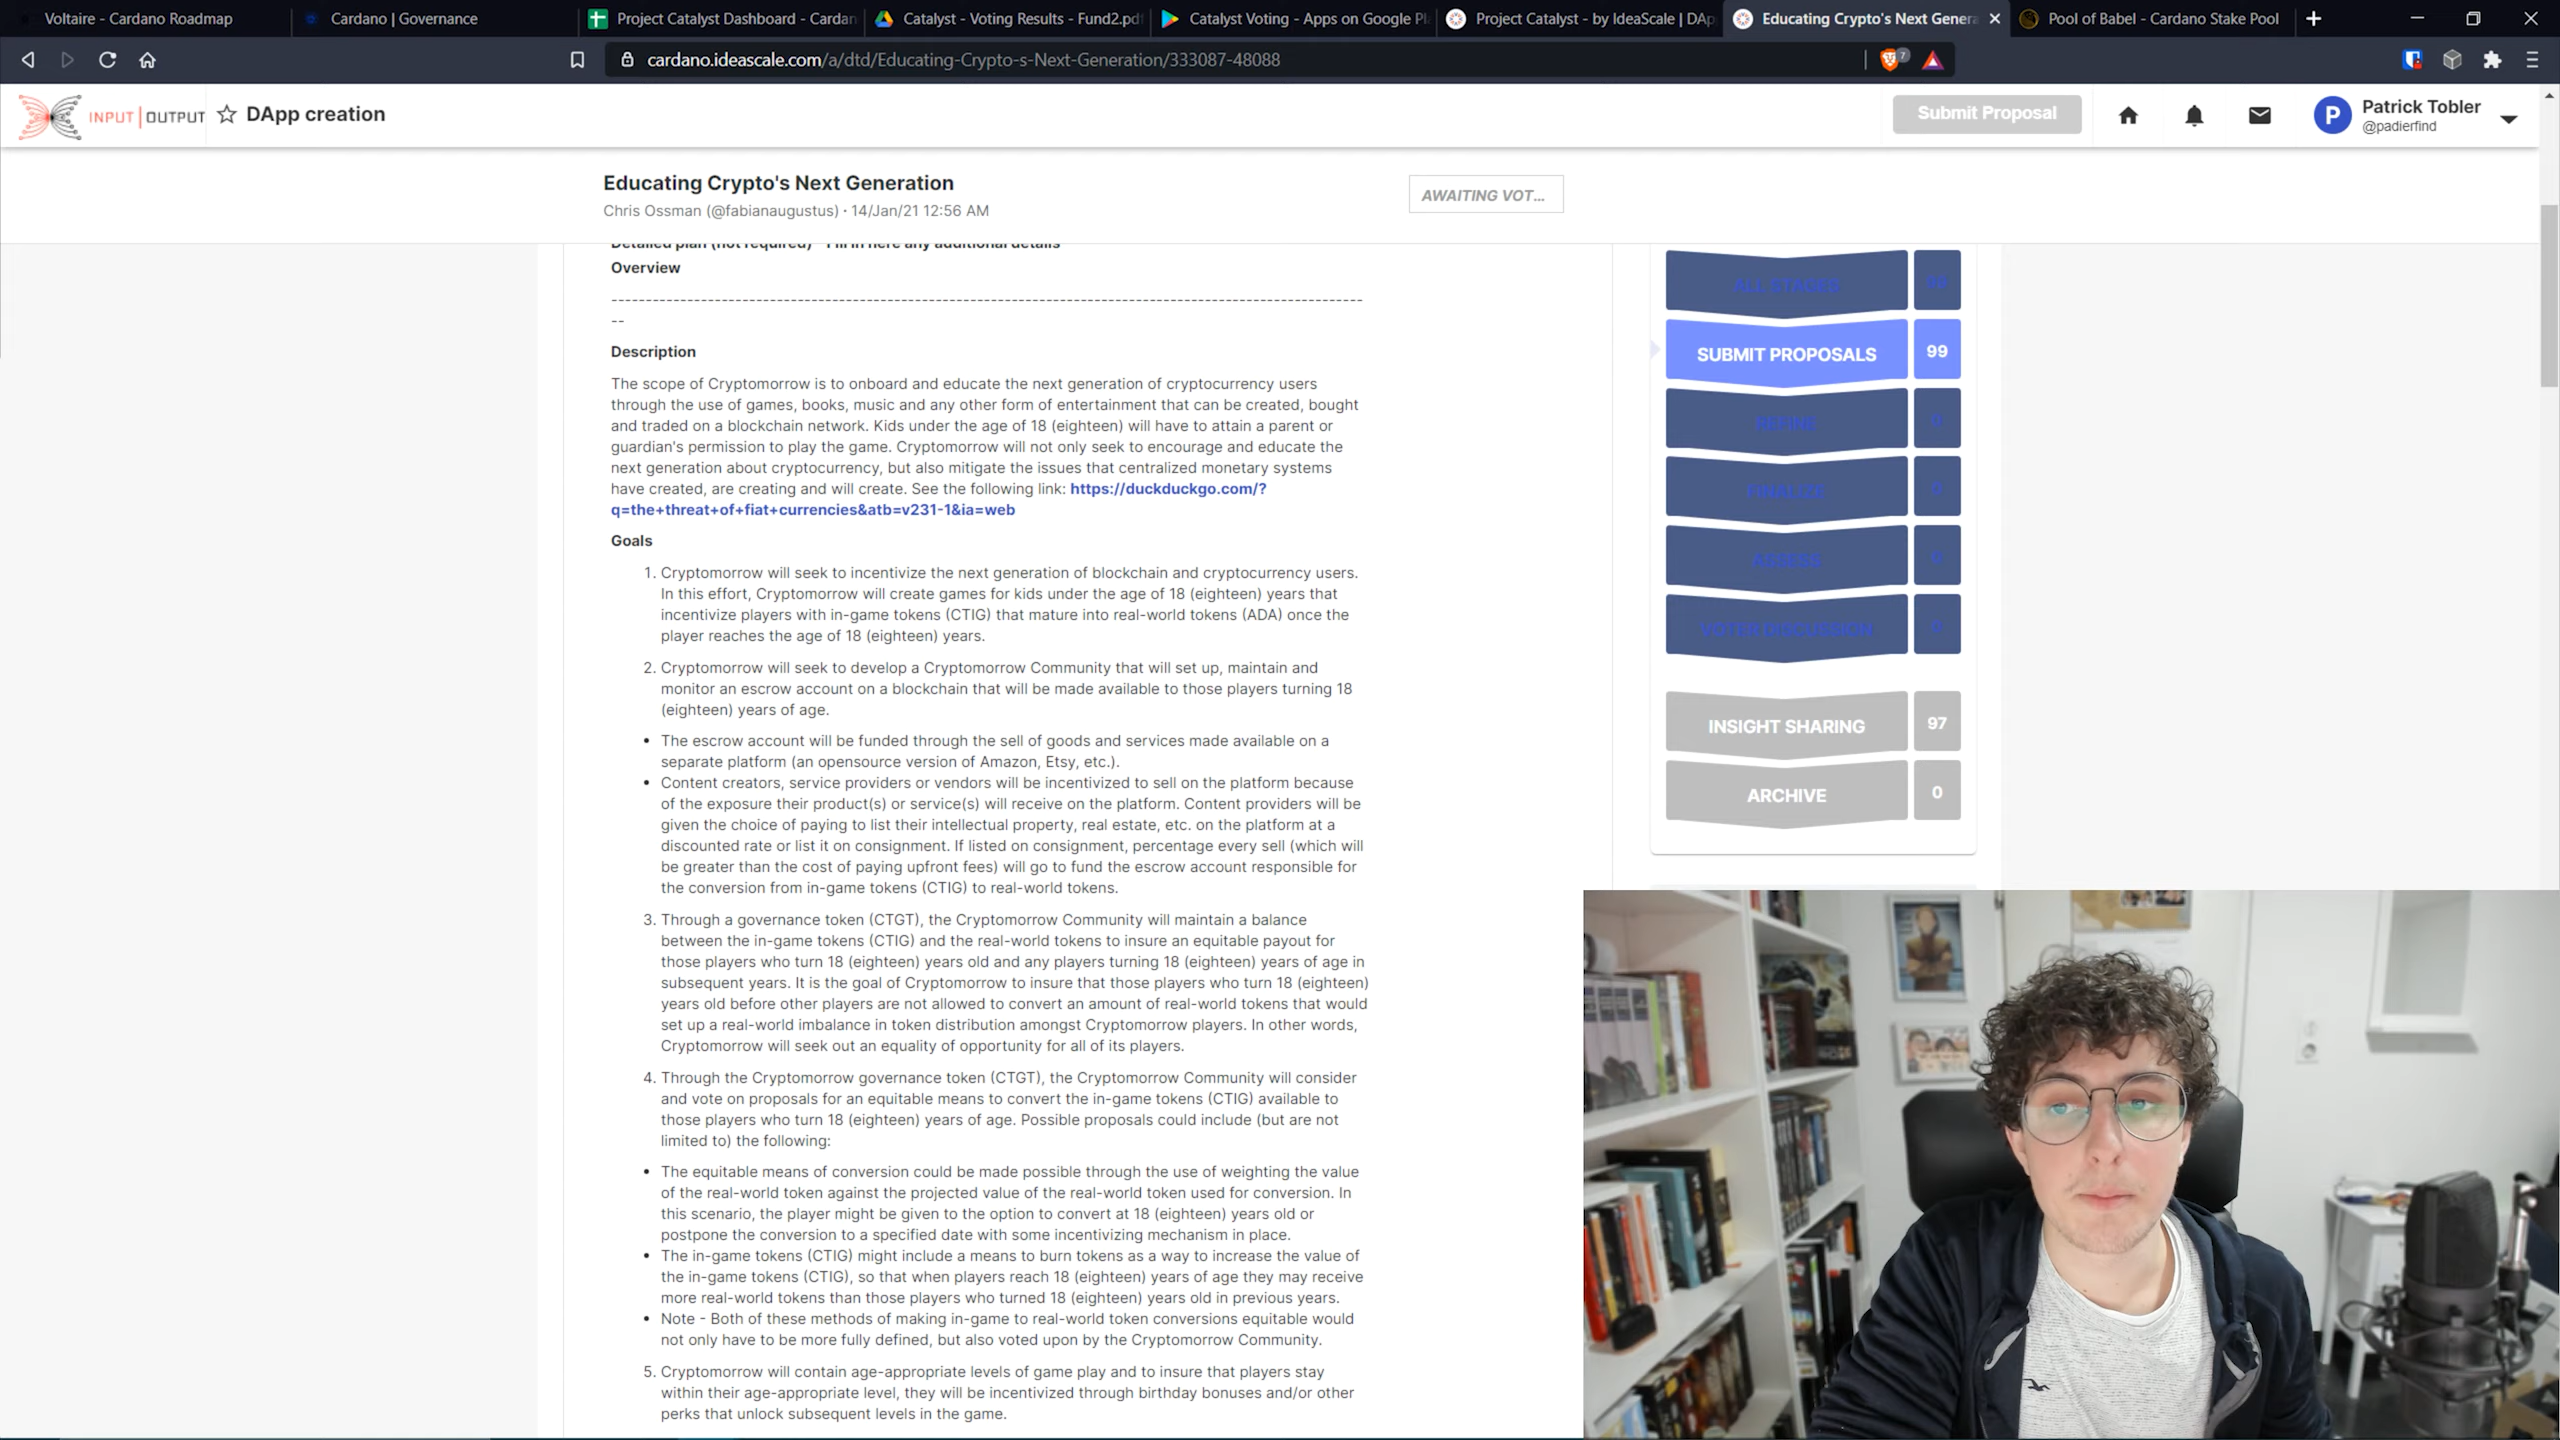 Voltaire - Cardano Roadmap
Cardano | Governance
Project Catalyst Dashboard - Cardan
Catalyst - Voting Results - Fund2.pdf
Catalyst Voting - Apps on Google Pl
Project Catalyst - by IdeaScale | DAp
Educating Crypto's Next Genera
Pool of Babel - Cardano Stake Pool
cardano.ideascale.com/a/dtd/Educating-Crypto-s-Next-Generation/333087-48088
7
INPUT | OUTPUT
DApp creation
Submit Proposal
P
Patrick Tobler
@padierfind
Educating Crypto's Next Generation
Chris Ossman (@fabianaugustus) · 14/Jan/21 12:56 AM
AWAITING VOT...
Detailed plan (not required) - Fill in here any additional details
Overview
--------------------------------------------------------------------------------------------------------------
--
Description
The scope of Cryptomorrow is to onboard and educate the next generation of cryptocurrency users
through the use of games, books, music and any other form of entertainment that can be created, bought
and traded on a blockchain network. Kids under the age of 18 (eighteen) will have to attain a parent or
guardian's permission to play the game. Cryptomorrow will not only seek to encourage and educate the
next generation about cryptocurrency, but also mitigate the issues that centralized monetary systems
have created, are creating and will create. See the following link: https://duckduckgo.com/?
q=the+threat+of+fiat+currencies&atb=v231-1&ia=web
Goals
1. Cryptomorrow will seek to incentivize the next generation of blockchain and cryptocurrency users.
In this effort, Cryptomorrow will create games for kids under the age of 18 (eighteen) years that
incentivize players with in-game tokens (CTIG) that mature into real-world tokens (ADA) once the
player reaches the age of 18 (eighteen) years.
2. Cryptomorrow will seek to develop a Cryptomorrow Community that will set up, maintain and
monitor an escrow account on a blockchain that will be made available to those players turning 18
(eighteen) years of age.
• The escrow account will be funded through the sell of goods and services made available on a
separate platform (an opensource version of Amazon, Etsy, etc.).
• Content creators, service providers or vendors will be incentivized to sell on the platform because
of the exposure their product(s) or service(s) will receive on the platform. Content providers will be
given the choice of paying to list their intellectual property, real estate, etc. on the platform at a
discounted rate or list it on consignment. If listed on consignment, percentage every sell (which will
be greater than the cost of paying upfront fees) will go to fund the escrow account responsible for
the conversion from in-game tokens (CTIG) to real-world tokens.
3. Through a governance token (CTGT), the Cryptomorrow Community will maintain a balance
between the in-game tokens (CTIG) and the real-world tokens to insure an equitable payout for
those players who turn 18 (eighteen) years old and any players turning 18 (eighteen) years of age in
subsequent years. It is the goal of Cryptomorrow to insure that those players who turn 18 (eighteen)
years old before other players are not allowed to convert an amount of real-world tokens that would
set up a real-world imbalance in token distribution amongst Cryptomorrow players. In other words,
Cryptomorrow will seek out an equality of opportunity for all of its players.
4. Through the Cryptomorrow governance token (CTGT), the Cryptomorrow Community will consider
and vote on proposals for an equitable means to convert the in-game tokens (CTIG) available to
those players who turn 18 (eighteen) years of age. Possible proposals could include (but are not
limited to) the following:
• The equitable means of conversion could be made possible through the use of weighting the value
of the real-world token against the projected value of the real-world token used for conversion. In
this scenario, the player might be given to the option to convert at 18 (eighteen) years old or
postpone the conversion to a specified date with some incentivizing mechanism in place.
• The in-game tokens (CTIG) might include a means to burn tokens as a way to increase the value of
the in-game tokens (CTIG), so that when players reach 18 (eighteen) years of age they may receive
more real-world tokens than those players who turned 18 (eighteen) years old in previous years.
• Note - Both of these methods of making in-game to real-world token conversions equitable would
not only have to be more fully defined, but also voted upon by the Cryptomorrow Community.
5. Cryptomorrow will contain age-appropriate levels of game play and to insure that players stay
within their age-appropriate level, they will be incentivized through birthday bonuses and/or other
perks that unlock subsequent levels in the game.
ALL STAGES
SUBMIT PROPOSALS 99
REFINE 0
FINALIZE 0
ASSESS 0
VOTER DISCUSSION 0
INSIGHT SHARING 97
ARCHIVE 0